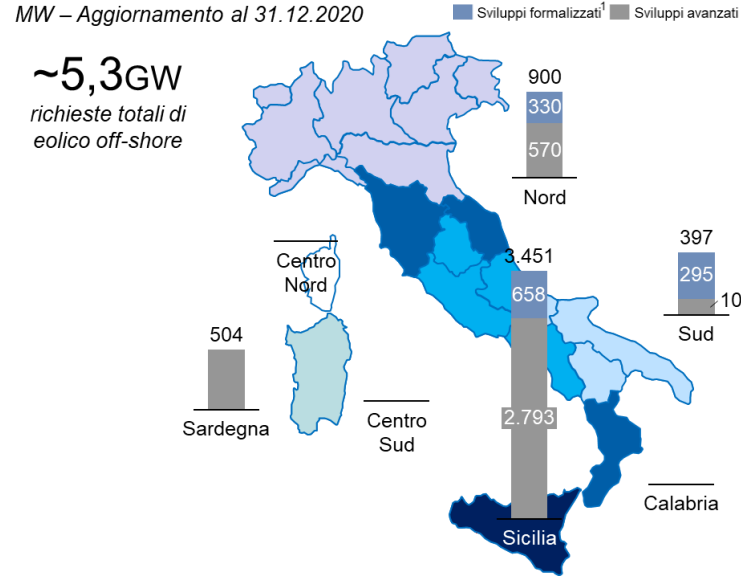 MW – Aggiornamento al 31.12.2020
Sviluppi formalizzati1 Sviluppi avanzati
~5,3GW
richieste totali di
eolico off-shore
900
330
570
Nord
Centro
Nord
3.451
658
2.793
Sicilia
397
295
10
Sud
504
Sardegna
Centro
Sud
Calabria